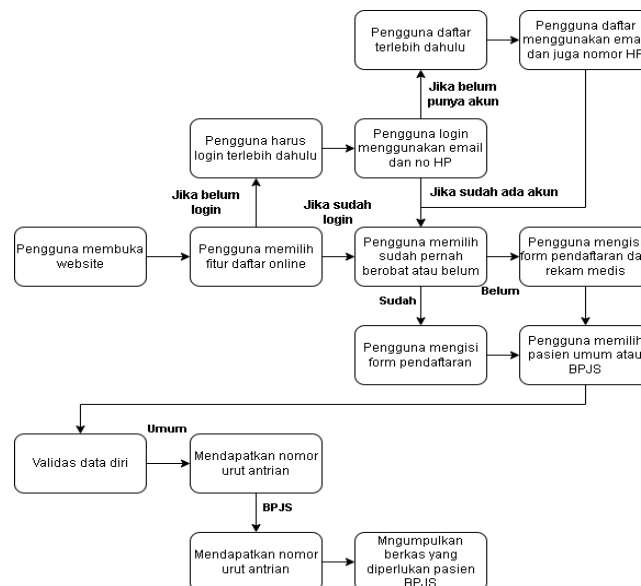 Pengguna daftar
terlebih dahulu
Pengguna daftar
menggunakan emai
dan juga nomor HP
Jika belum
punya akun
Pengguna harus
login terlebih dahulu
Pengguna login
menggunakan email
dan no HP
Jika belum
login
Jika sudah
login
Jika sudah ada akun
Pengguna membuka
website
Pengguna memilih
fitur daftar online
Pengguna memilih
sudah pernah
berobat atau belum
Pengguna mengis
form pendaftaran da
rekam medis
Sudah
Belum
Pengguna mengisi
form pendaftaran
Pengguna memilih
pasien umum atau
BPJS
Umum
Validas data diri
Mendapatkan nomor
urut antrian
BPJS
Mendapatkan nomor
urut antrian
Mngumpulkan
berkas yang
diperlukan pasien
BPJS